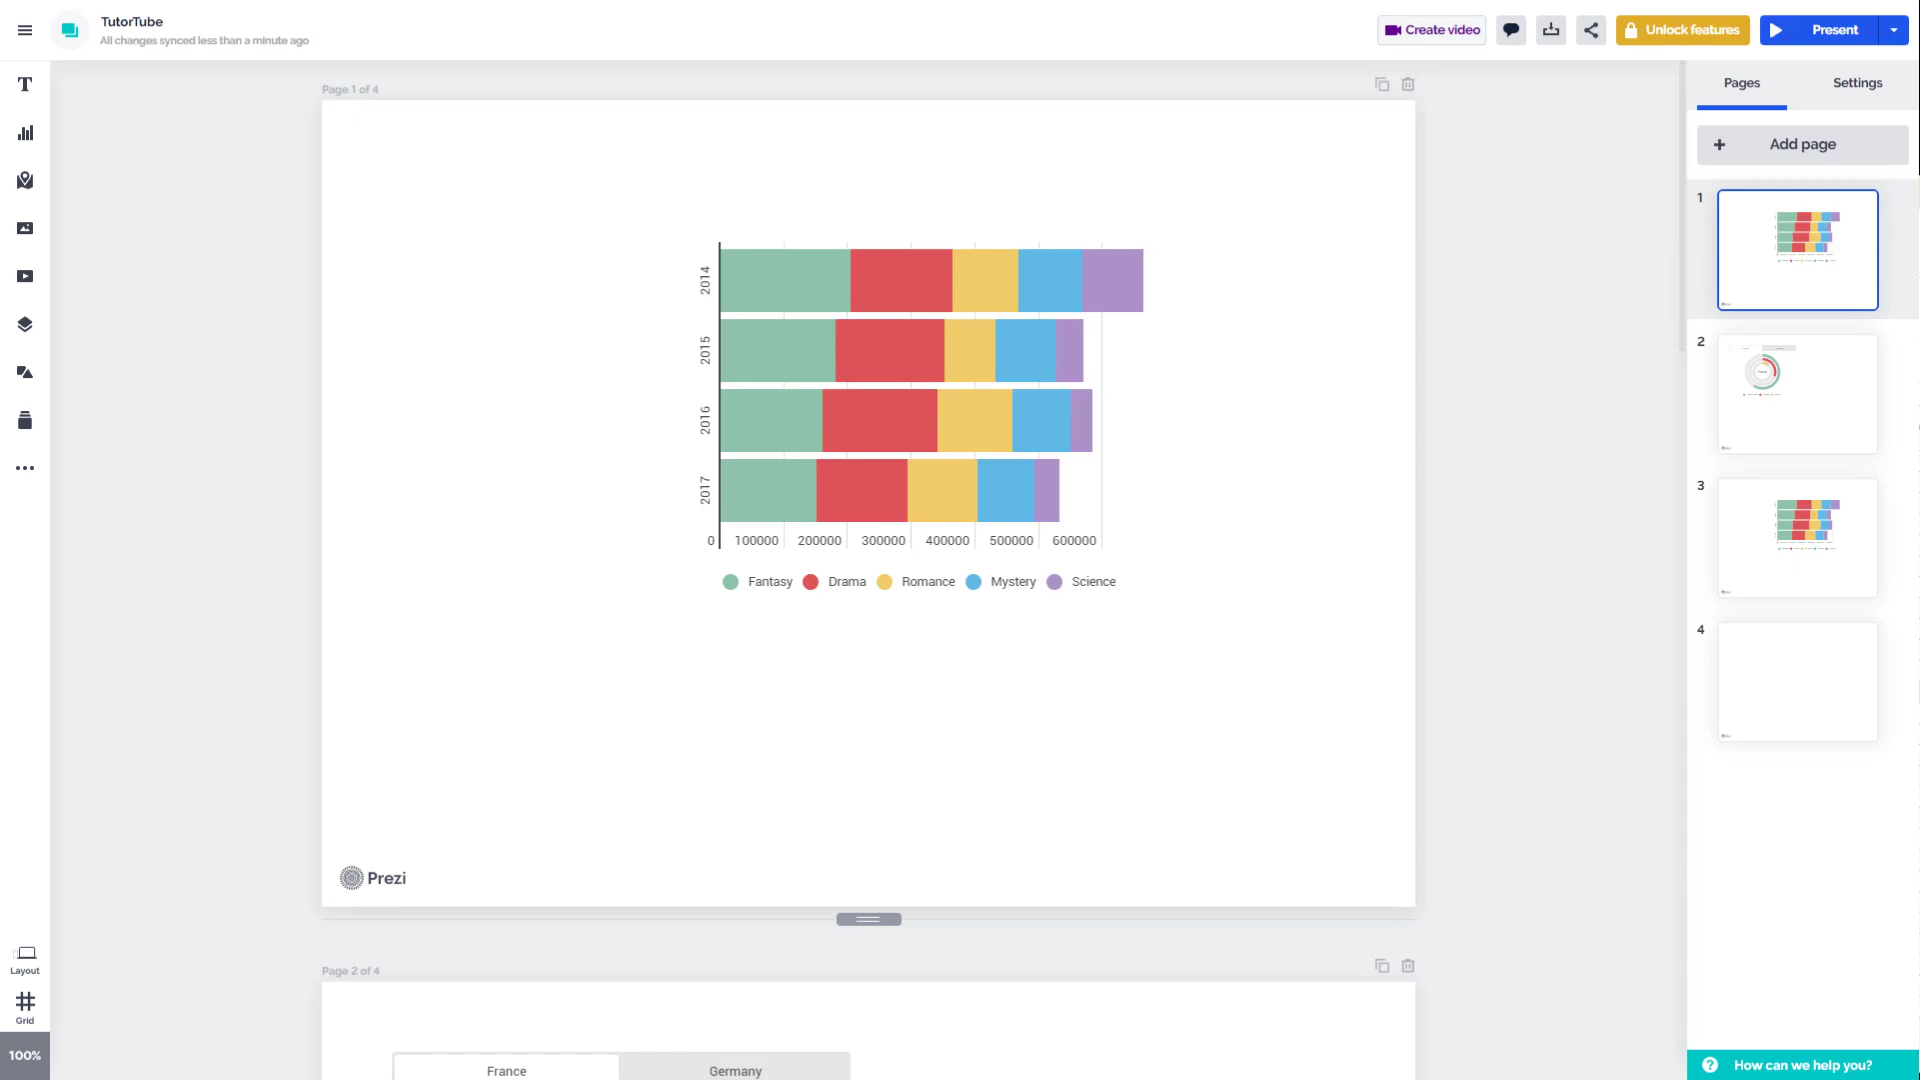 TutorTube
All changes synced less than a minute ago
Create video
Unlock features
Present
Pages
Settings
Add page
Page 1 of 4
2014
2015
2016
2017
0 100000 200000 300000 400000 500000 600000
Fantasy Drama Romance Mystery Science
Prezi
Page 2 of 4
France Germany
1
2
3
4
Layout
Grid
100%
How can we help you?